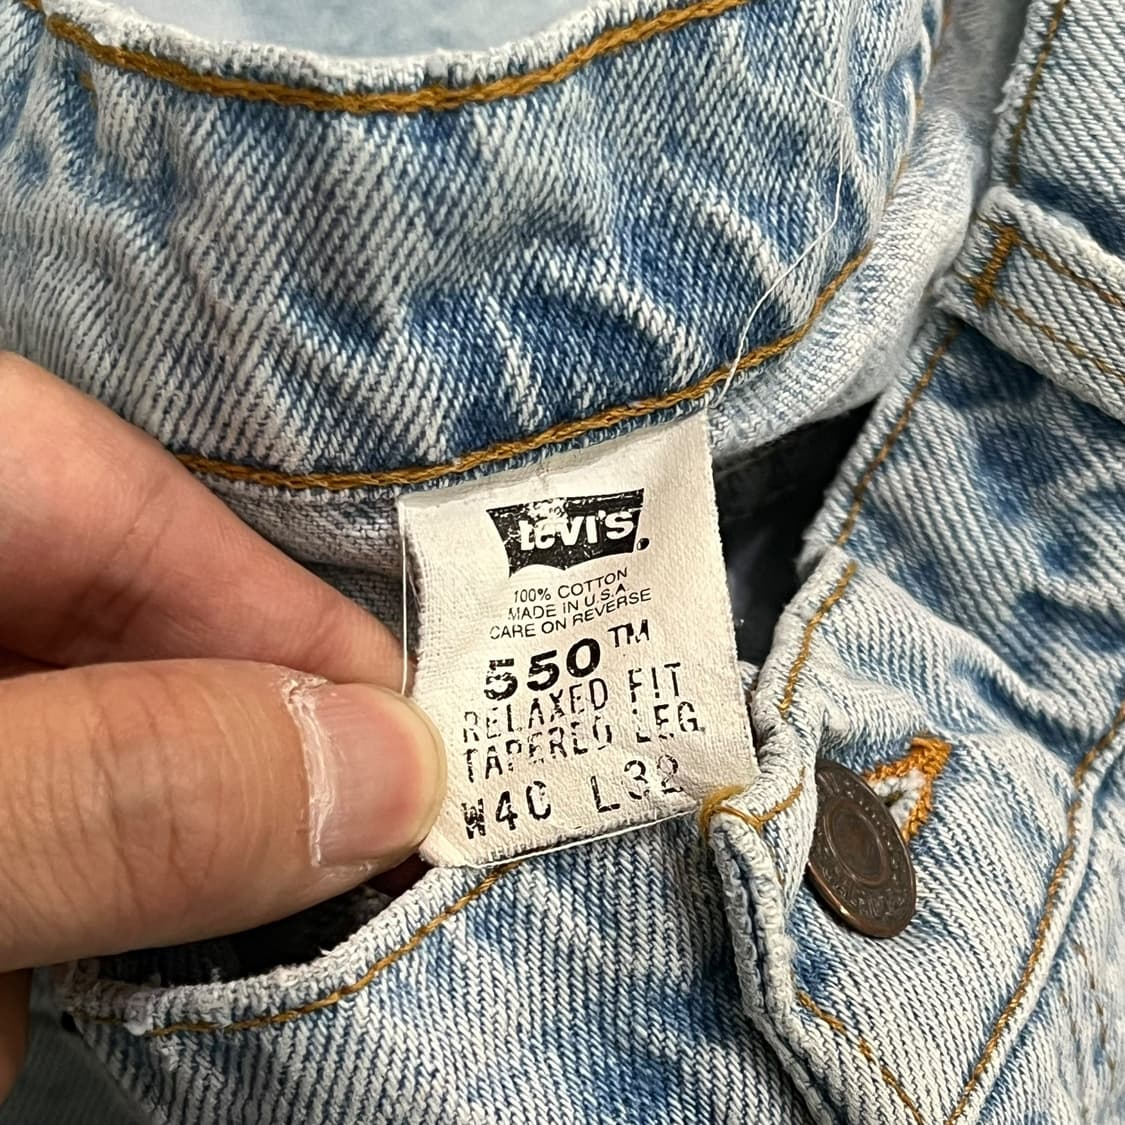 Levi's.
100% COTTON
MADE IN U.S.A
CARE ON REVERSE
550™
RELAXED FIT
TAPERED LEG.
W40 L32